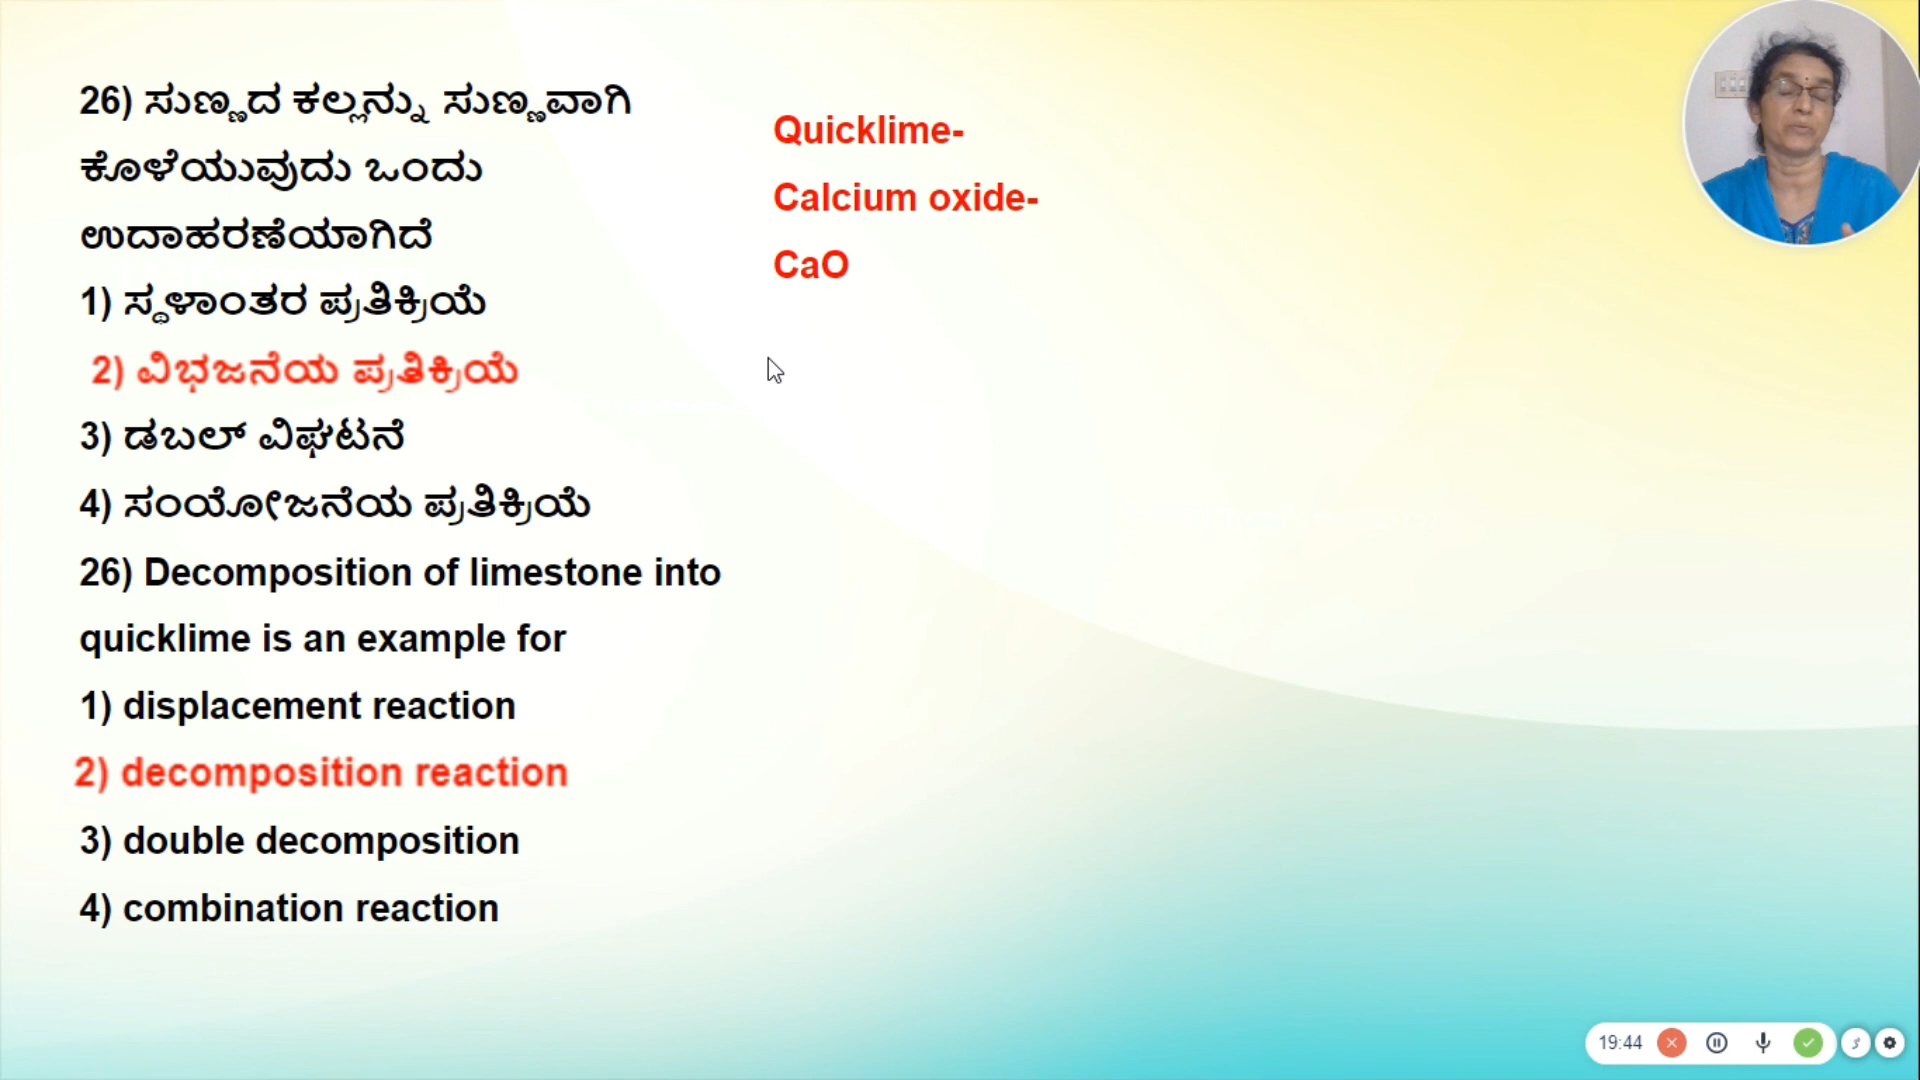 26) ಸುಣ್ಣದ ಕಲ್ಲನ್ನು ಸುಣ್ಣವಾಗಿ
ಕೊಳೆಯುವುದು ಒಂದು
ಉದಾಹರಣೆಯಾಗಿದೆ
1) ಸ್ಥಳಾಂತರ ಪ್ರತಿಕ್ರಿಯೆ
2) ವಿಭಜನೆಯ ಪ್ರತಿಕ್ರಿಯೆ
3) ಡಬಲ್ ವಿಘಟನೆ
4) ಸಂಯೋಜನೆಯ ಪ್ರತಿಕ್ರಿಯೆ
26) Decomposition of limestone into
quicklime is an example for
1) displacement reaction
2) decomposition reaction
3) double decomposition
4) combination reaction
Quicklime-
Calcium oxide-
CaO
19:44